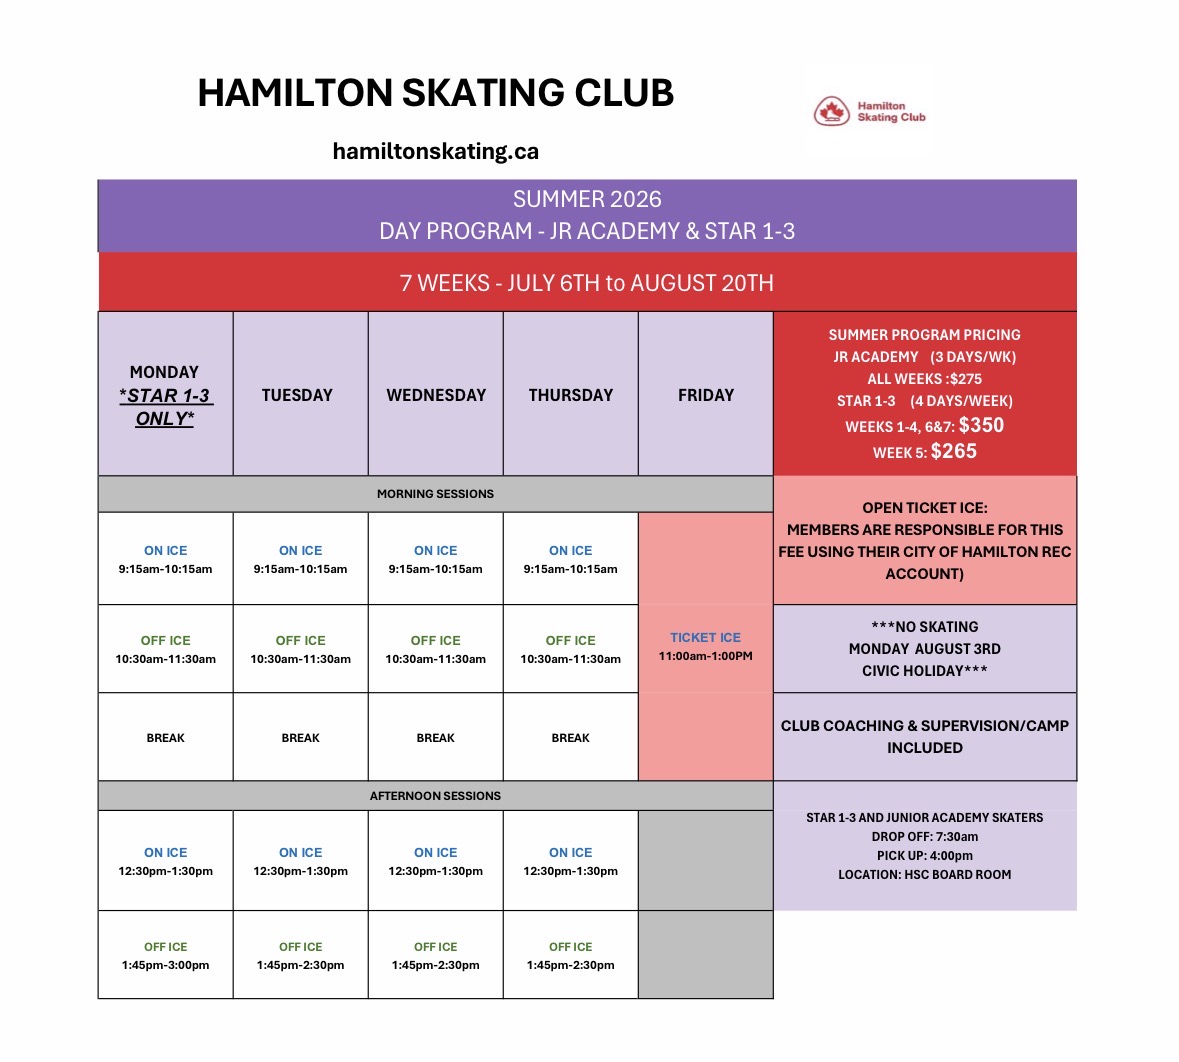 HAMILTON SKATING CLUB
Hamilton
Skating Club
hamiltonskating.ca
SUMMER 2026
DAY PROGRAM - JR ACADEMY & STAR 1-3
7 WEEKS - JULY 6TH to AUGUST 20TH
MONDAY
*STAR 1-3
ONLY*
TUESDAY
WEDNESDAY
THURSDAY
FRIDAY
SUMMER PROGRAM PRICING
JR ACADEMY (3 DAYS/WK)
ALL WEEKS :$275
STAR 1-3 (4 DAYS/WEEK)
WEEKS 1-4, 6&7: $350
WEEK 5: $265
MORNING SESSIONS
OPEN TICKET ICE:
MEMBERS ARE RESPONSIBLE FOR THIS
FEE USING THEIR CITY OF HAMILTON REC
ACCOUNT)
ON ICE
9:15am-10:15am
ON ICE
9:15am-10:15am
ON ICE
9:15am-10:15am
ON ICE
9:15am-10:15am
OFF ICE
10:30am-11:30am
OFF ICE
10:30am-11:30am
OFF ICE
10:30am-11:30am
OFF ICE
10:30am-11:30am
TICKET ICE
11:00am-1:00PM
***NO SKATING
MONDAY AUGUST 3RD
CIVIC HOLIDAY***
BREAK
BREAK
BREAK
BREAK
CLUB COACHING & SUPERVISION/CAMP
INCLUDED
AFTERNOON SESSIONS
ON ICE
12:30pm-1:30pm
ON ICE
12:30pm-1:30pm
ON ICE
12:30pm-1:30pm
ON ICE
12:30pm-1:30pm
STAR 1-3 AND JUNIOR ACADEMY SKATERS
DROP OFF: 7:30am
PICK UP: 4:00pm
LOCATION: HSC BOARD ROOM
OFF ICE
1:45pm-3:00pm
OFF ICE
1:45pm-2:30pm
OFF ICE
1:45pm-2:30pm
OFF ICE
1:45pm-2:30pm